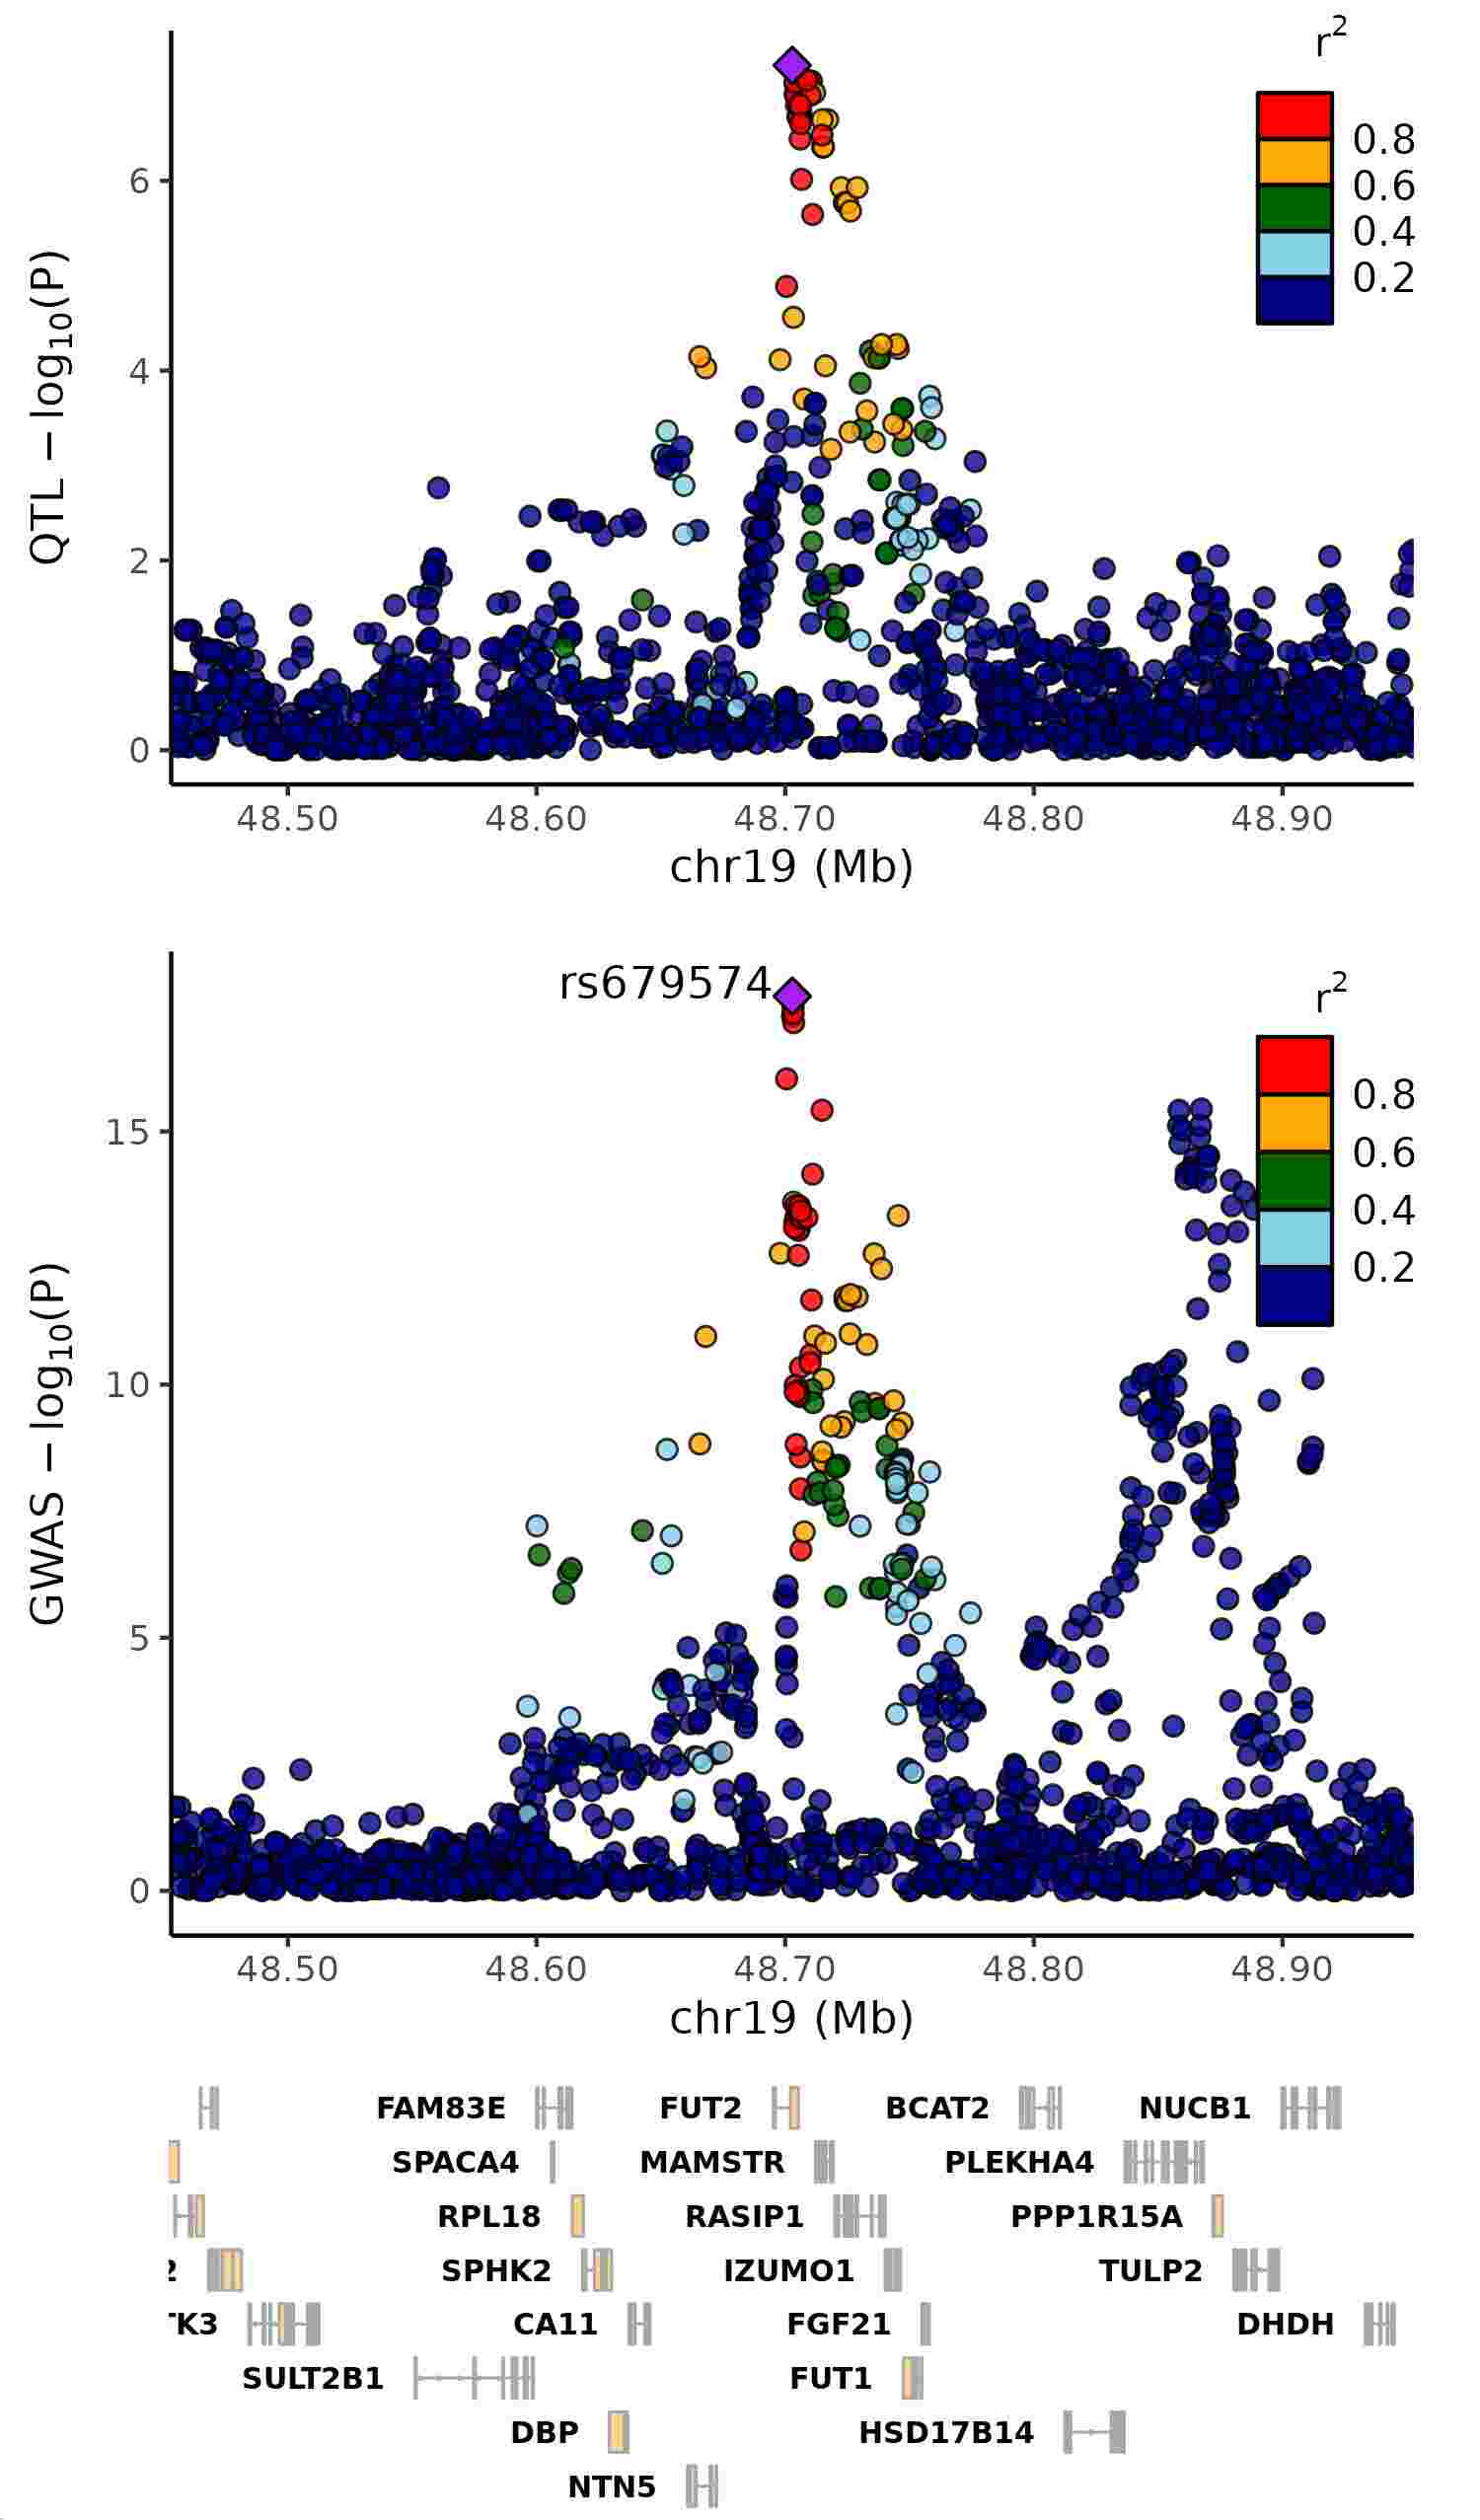 r2
0.8
0.6
0.4
0.2
QTL – log10(P)
6
4
2
0
48.50 48.60 48.70 48.80 48.90
chr19 (Mb)
rs679574
r2
0.8
0.6
0.4
0.2
GWAS – log10(P)
15
10
5
0
48.50 48.60 48.70 48.80 48.90
chr19 (Mb)
FAM83E FUT2 BCAT2 NUCB1
SPACA4 MAMSTR PLEKHA4
RPL18 RASIP1 PPP1R15A
2 SPHK2 IZUMO1 TULP2
TK3 CA11 FGF21 DHDH
SULT2B1 FUT1
DBP HSD17B14
NTN5